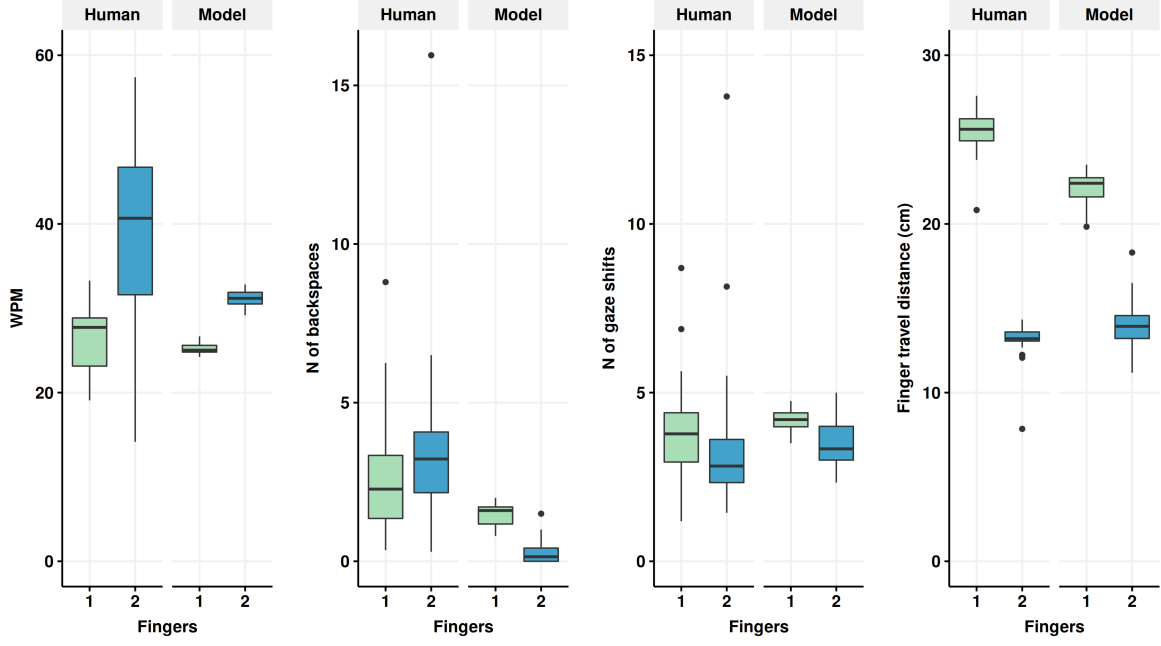 Human Model
WPM
60
40
20
0
1 2 1 2
Fingers
Human Model
N of backspaces
15
10
5
0
1 2 1 2
Fingers
Human Model
N of gaze shifts
15
10
5
0
1 2 1 2
Fingers
Human Model
Finger travel distance (cm)
30
20
10
0
1 2 1 2
Fingers